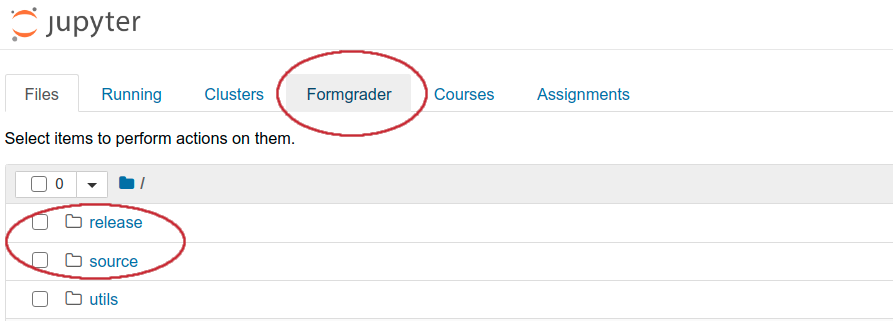 jupyter
Files Running Clusters Formgrader Courses Assignments
Select items to perform actions on them.
0 /
release
source
utils